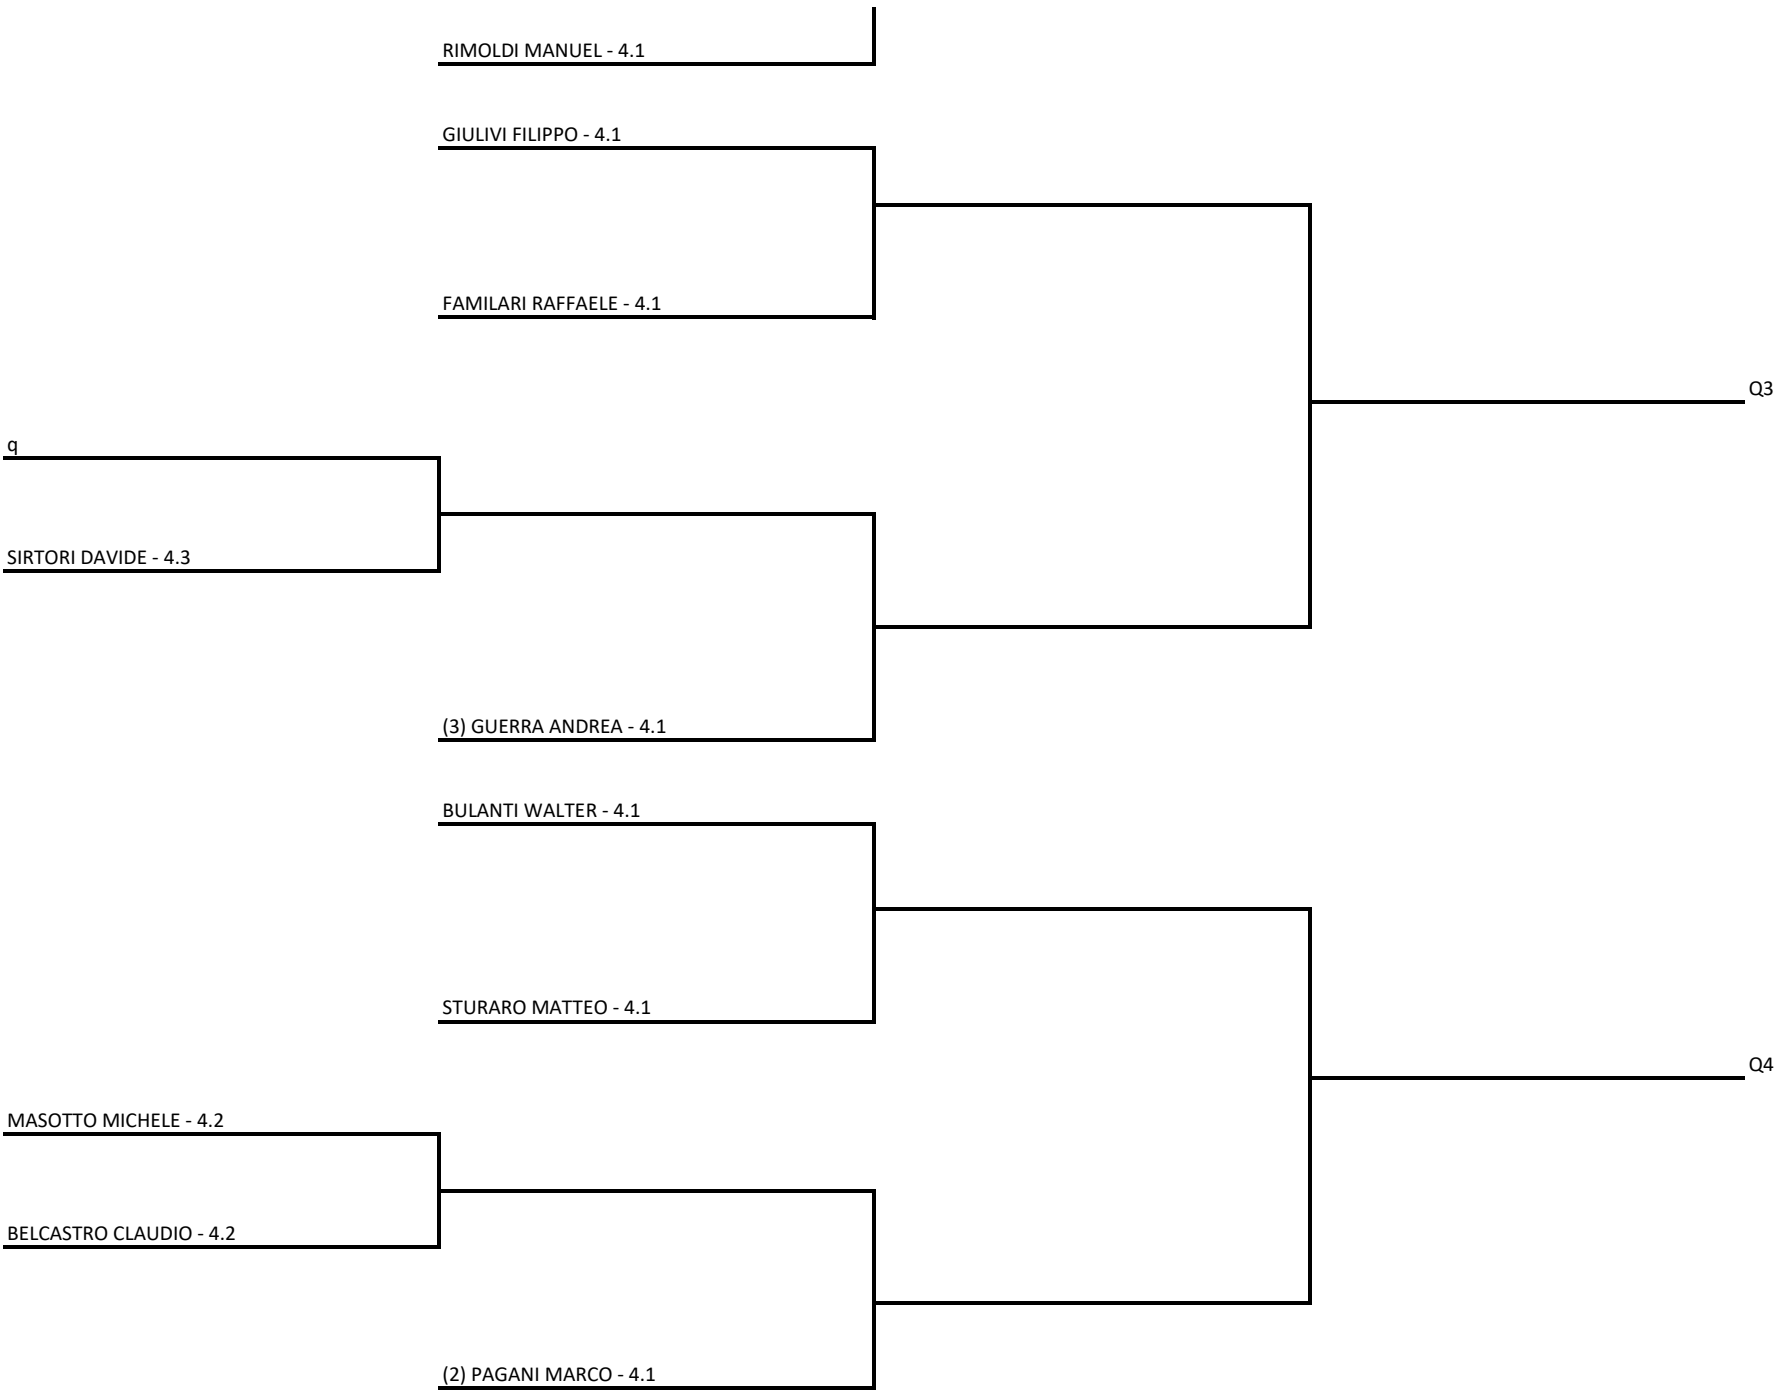 RIMOLDI MANUEL - 4.1
GIULIVI FILIPPO - 4.1
FAMILARI RAFFAELE - 4.1
Q3
q
SIRTORI DAVIDE - 4.3
(3) GUERRA ANDREA - 4.1
BULANTI WALTER - 4.1
STURARO MATTEO - 4.1
Q4
MASOTTO MICHELE - 4.2
BELCASTRO CLAUDIO - 4.2
(2) PAGANI MARCO - 4.1